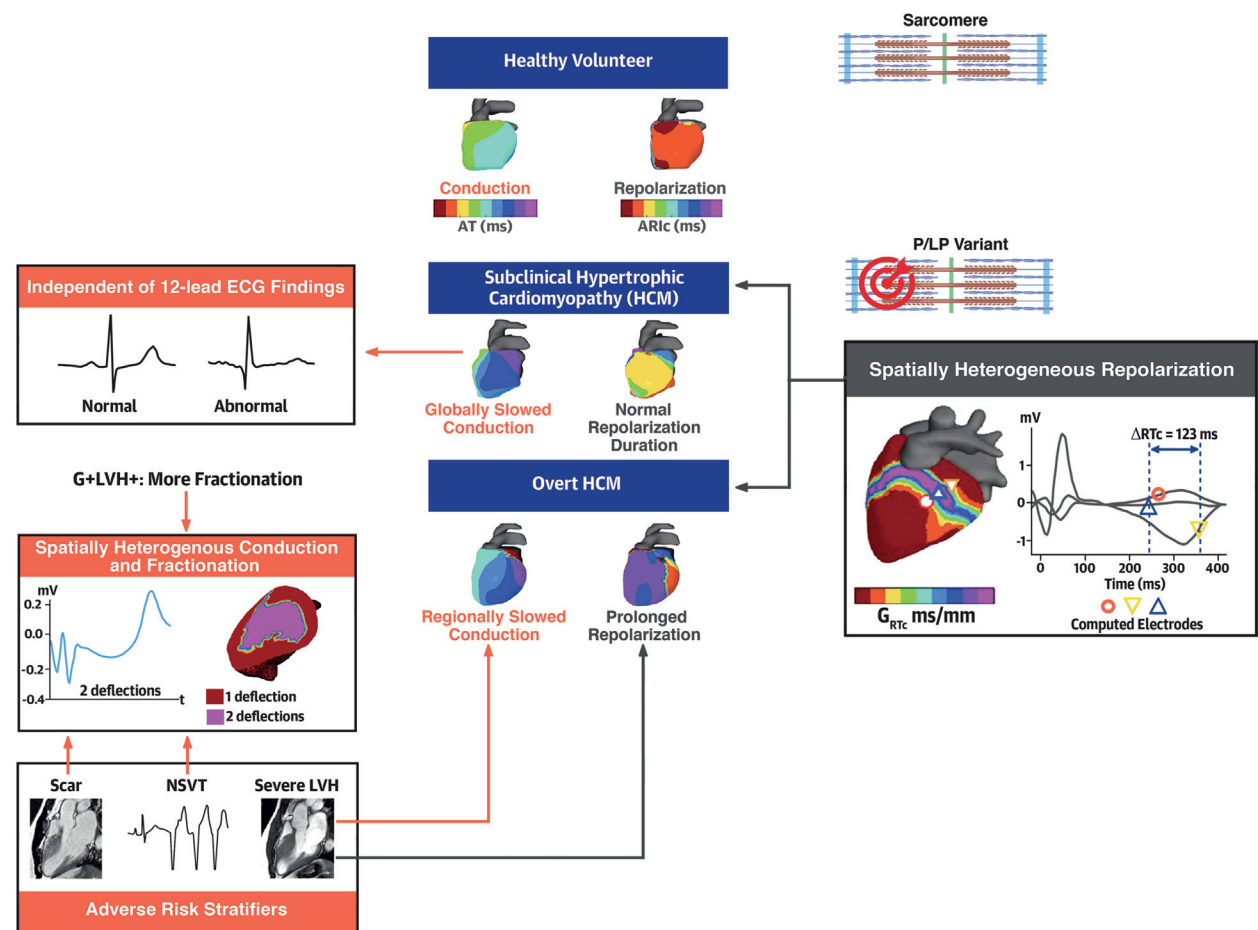 Sarcomere
Healthy Volunteer
Conduction
AT (ms)
Repolarization
ARIc (ms)
P/LP Variant
Independent of 12-lead ECG Findings
Normal
Abnormal
Subclinical Hypertrophic
Cardiomyopathy (HCM)
Globally Slowed
Conduction
Normal
Repolarization
Duration
Spatially Heterogeneous Repolarization
mV
ΔRTc = 123 ms
1
0
-1
0
100
200
300
400
Time (ms)
Computed Electrodes
GRTc ms/mm
G+LVH+: More Fractionation
Overt HCM
Regionally Slowed
Conduction
Prolonged
Repolarization
Spatially Heterogenous Conduction
and Fractionation
mV
0.2
0.0
-0.2
-0.4
2 deflections
t
1 deflection
2 deflections
Scar
NSVT
Severe LVH
Adverse Risk Stratifiers